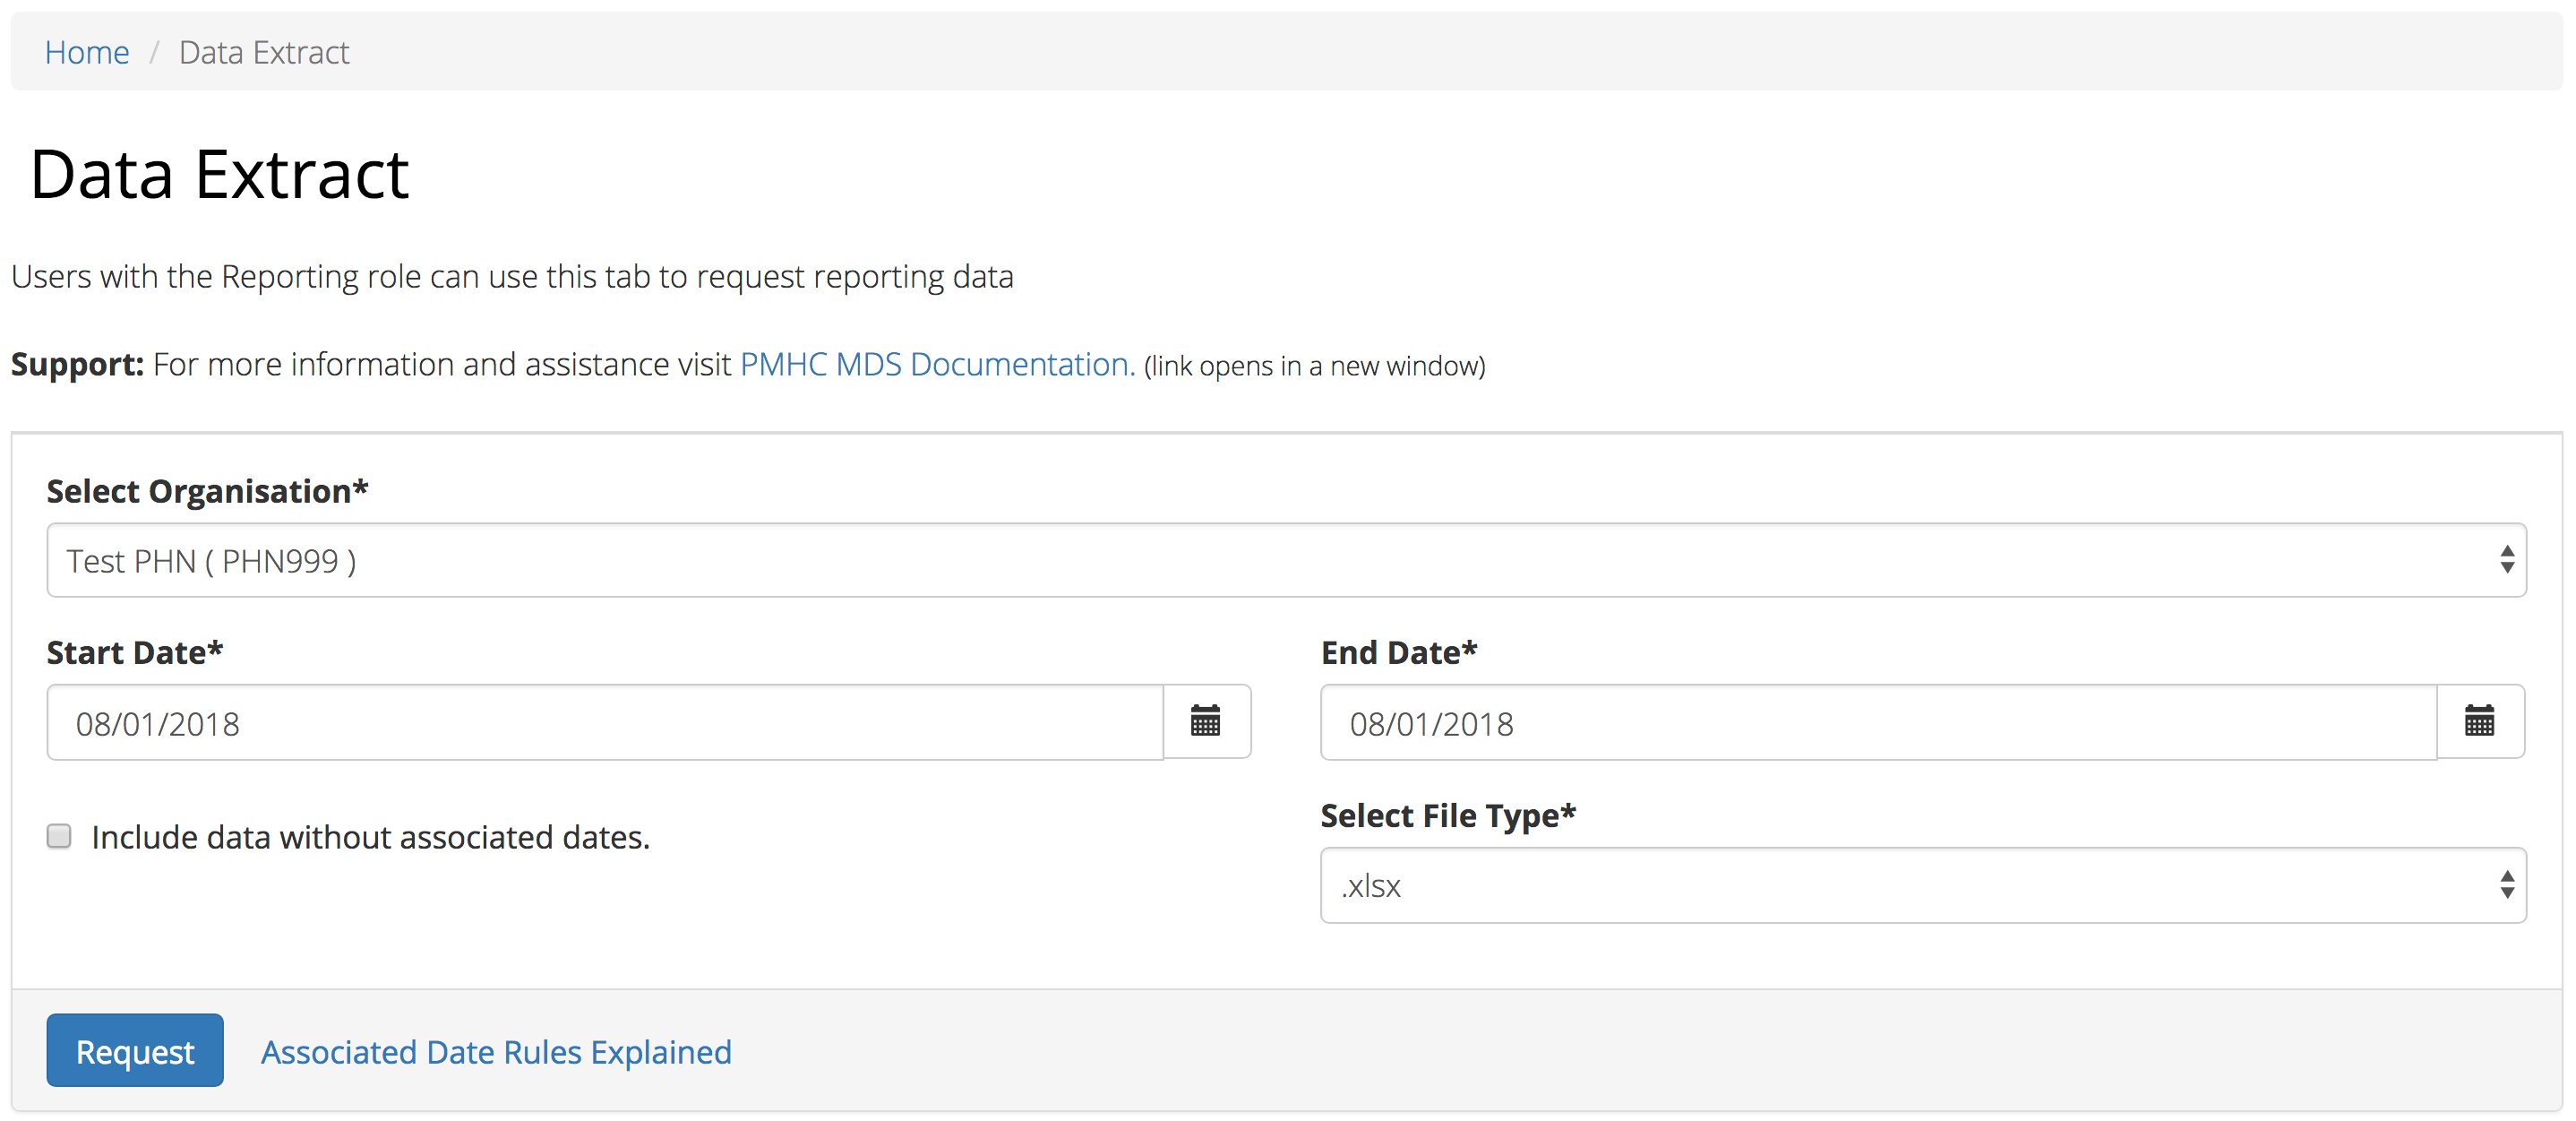 Home / Data Extract
Data Extract
Users with the Reporting role can use this tab to request reporting data
Support: For more information and assistance visit PMHC MDS Documentation. (link opens in a new window)
Select Organisation*
Test PHN ( PHN999 )
Start Date*
End Date*
08/01/2018
08/01/2018
Include data without associated dates.
Select File Type*
.xlsx
Request
Associated Date Rules Explained